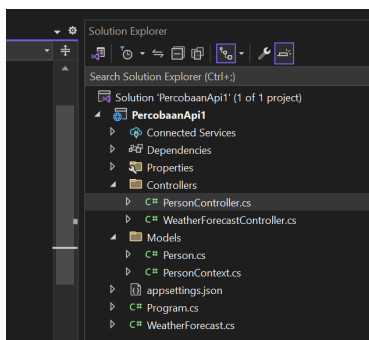 Solution Explorer
Search Solution Explorer (Ctrl+;)
Solution 'PercobaanApi1' (1 of 1 project)
PercobaanApi1
Connected Services
Dependencies
Properties
Controllers
C# PersonController.cs
C# WeatherForecastController.cs
Models
C# Person.cs
C# PersonContext.cs
appsettings.json
C# Program.cs
C# WeatherForecast.cs